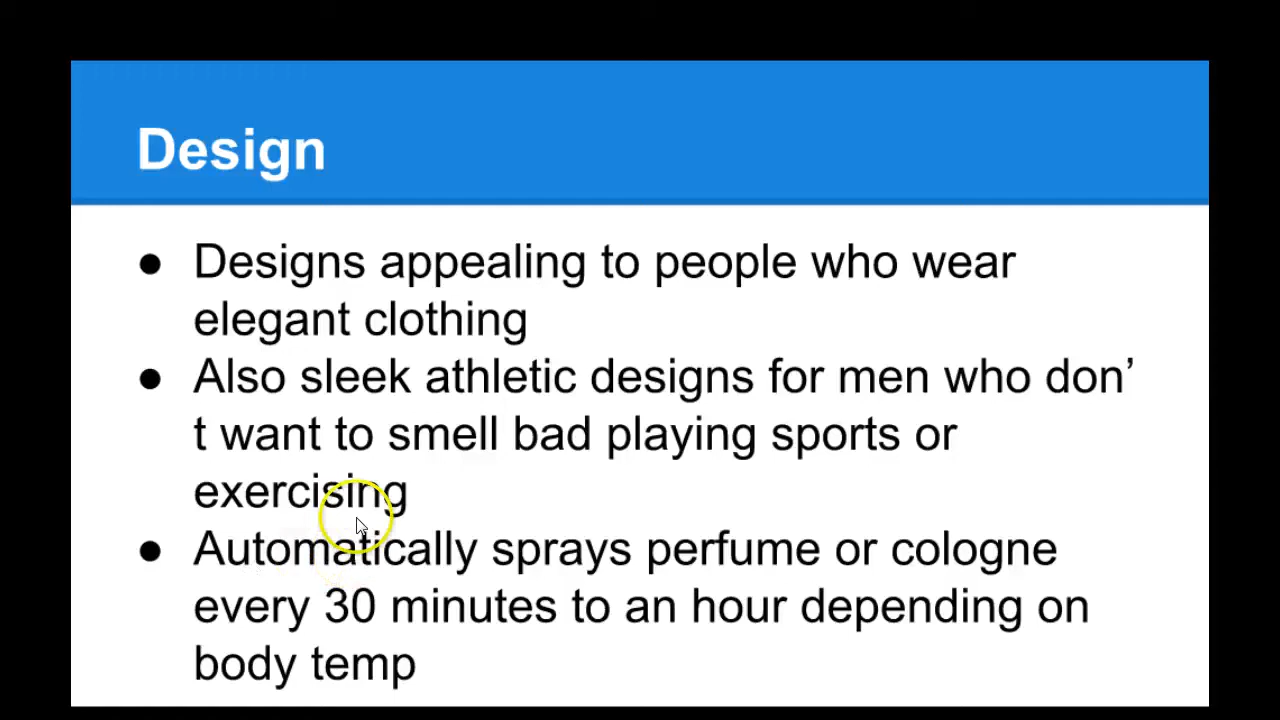 Design
● Designs appealing to people who wear
elegant clothing
● Also sleek athletic designs for men who don’
t want to smell bad playing sports or
exercising
● Automatically sprays perfume or cologne
every 30 minutes to an hour depending on
body temp